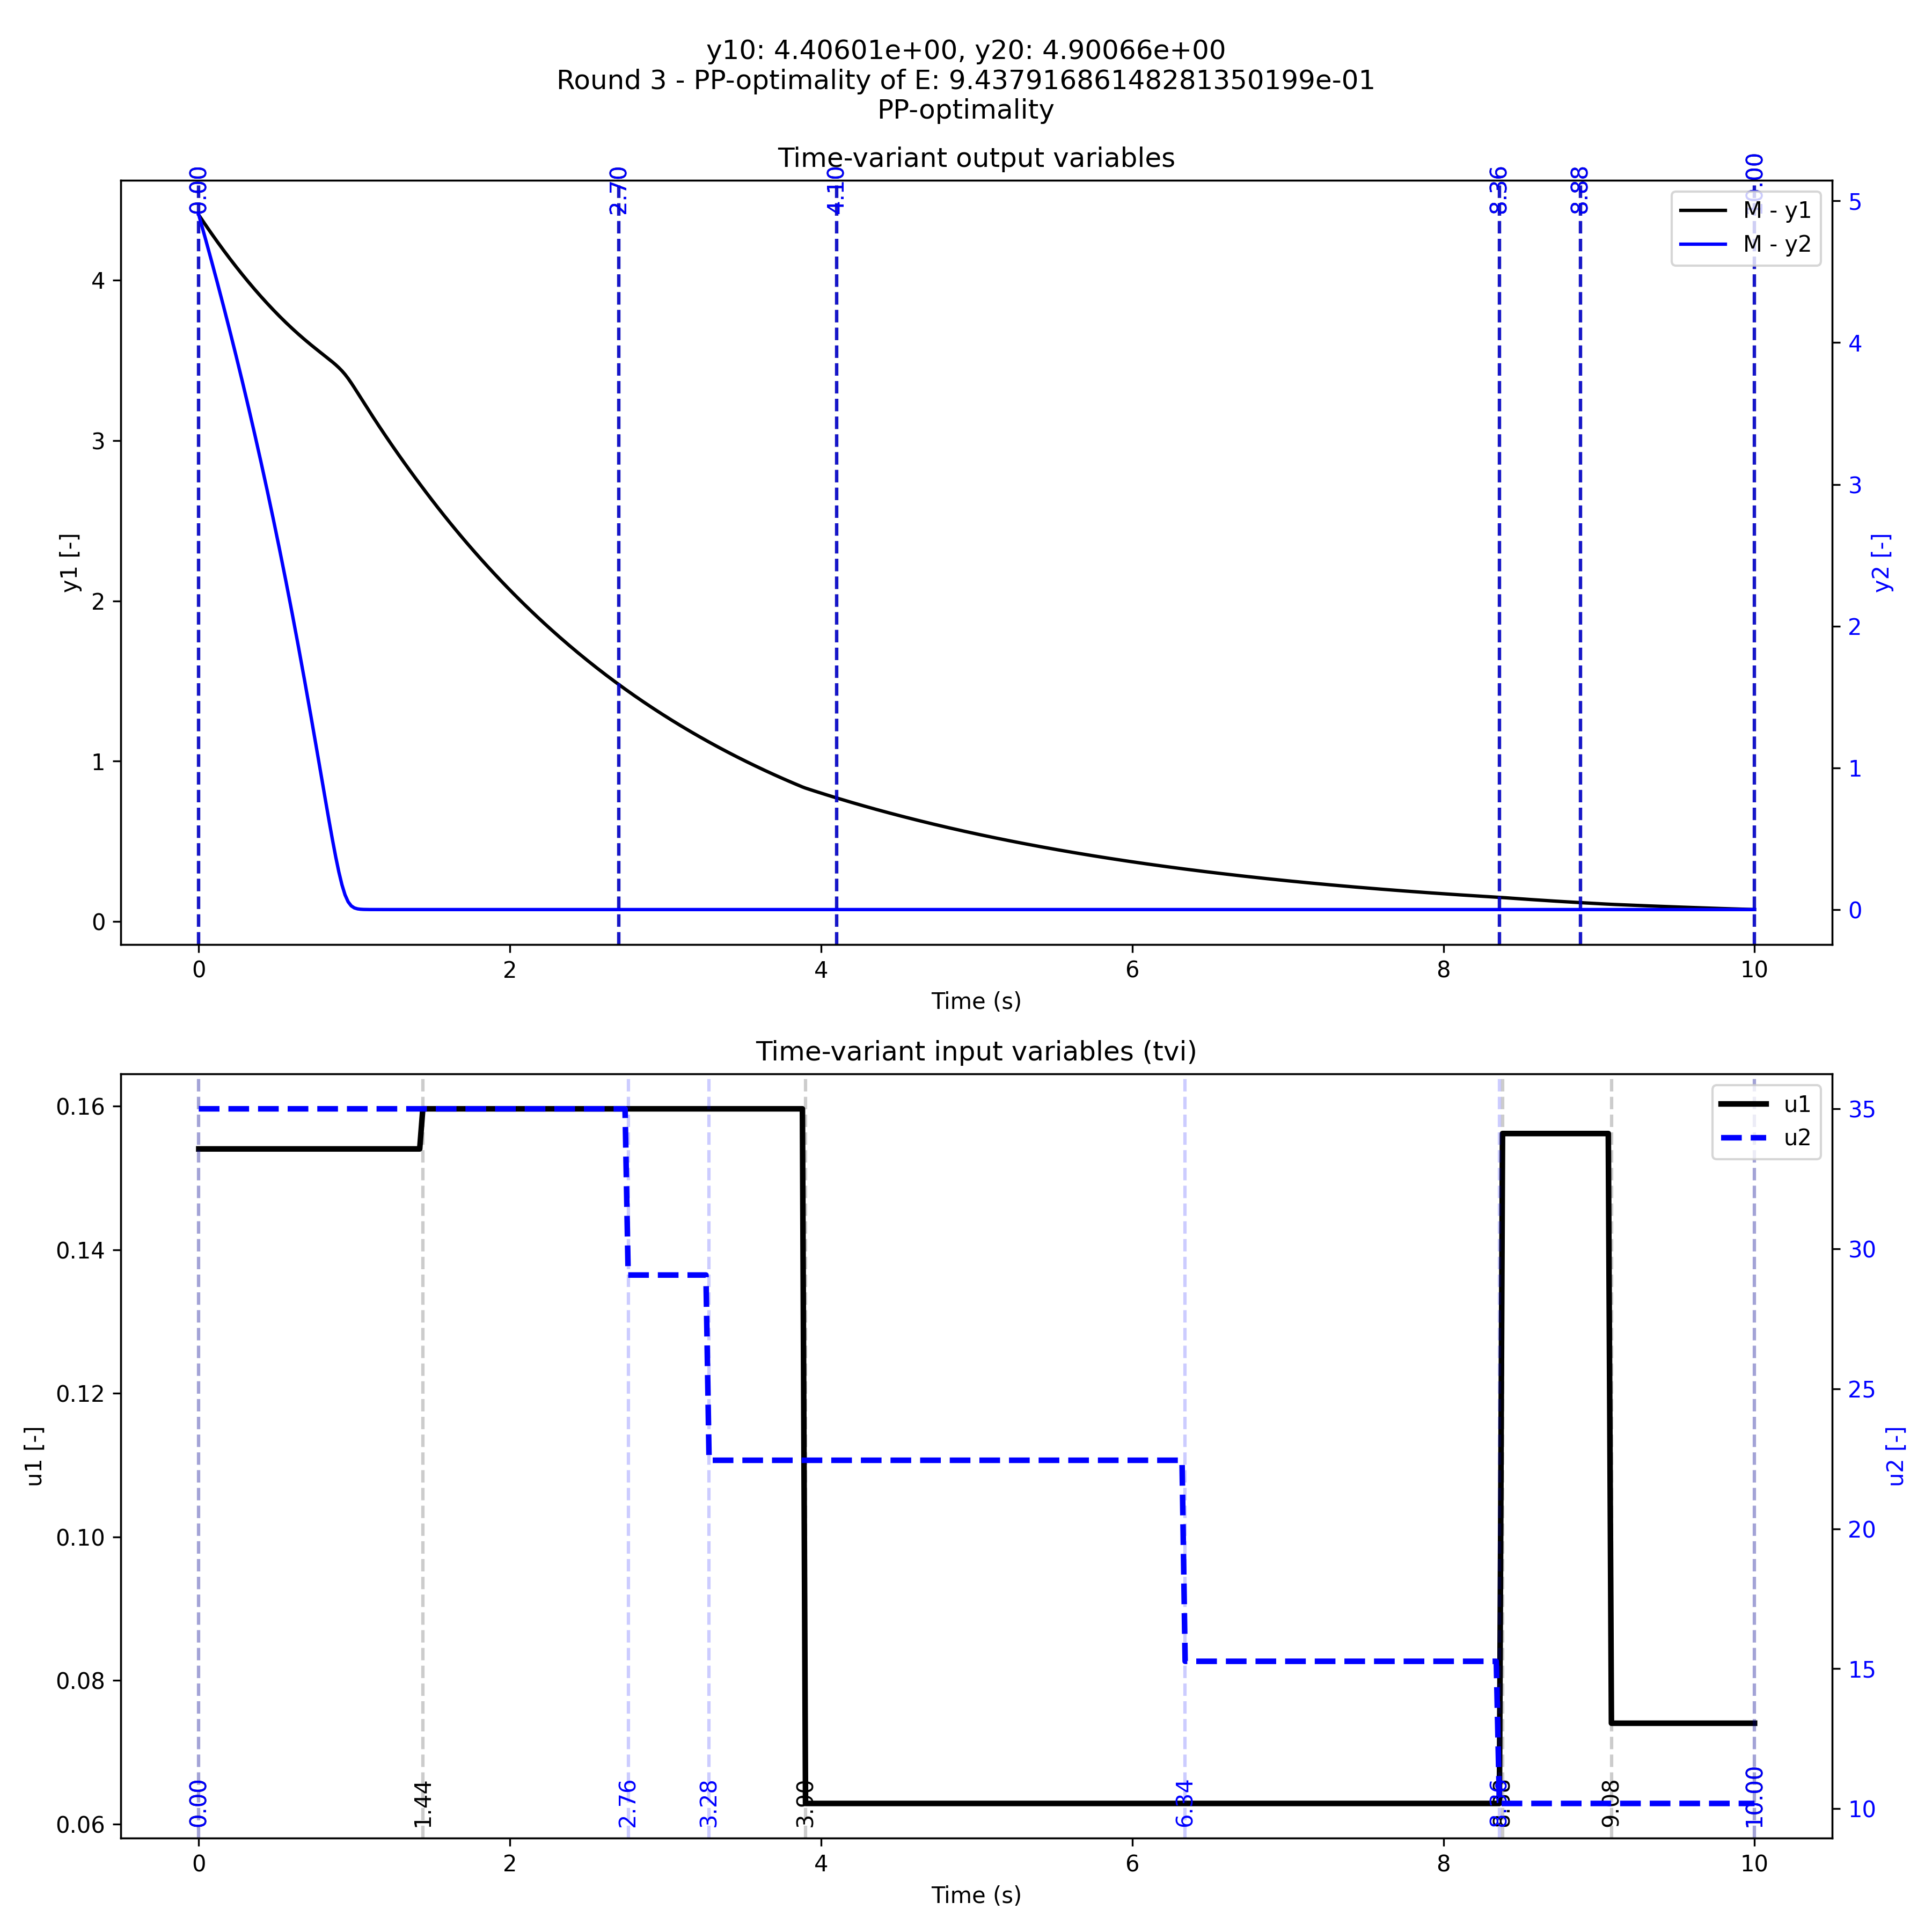 y10: 4.40601e+00, y20: 4.90066e+00
Round 3 - PP-optimality of E: 9.43791686148281350199e-01
PP-optimality
Time-variant output variables
0.00
2.70
4.10
8.36
8.88
M - y1
M - y2
4
3
2
1
0
y1 [-]
5
4
3
2
1
0
y2 [-]
0 2 4 6 8 10
Time (s)
Time-variant input variables (tvi)
u1
u2
0.16
0.14
0.12
0.10
0.08
0.06
u1 [-]
35
30
25
20
15
10
u2 [-]
0.00
1.44
2.76
3.28
3.90
6.34
9.08
10.00
0 2 4 6 8 10
Time (s)